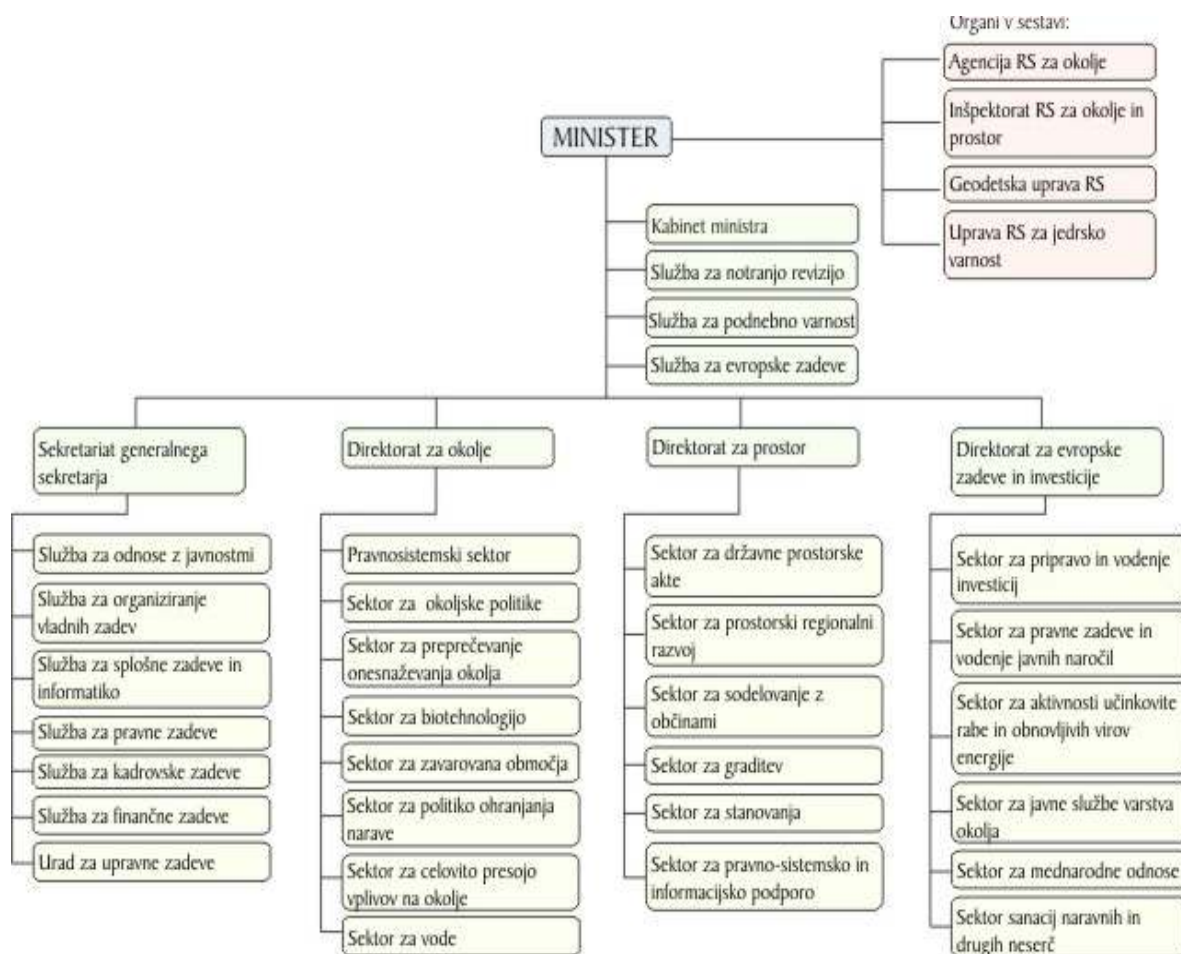 Organi v sestavi:
Agencija RS za okolje
Inšpektorat RS za okolje in
prostor
Geodetska uprava RS
Uprava RS za jedrsko
varnost
MINISTER
Kabinet ministra
Služba za notranjo revizijo
Služba za podnebno varnost
Služba za evropske zadeve
Sekretariat generalnega
sekretarja
Služba za odnose z javnostmi
Služba za organiziranje
vladnih zadev
Služba za splošne zadeve in
informatiko
Služba za pravne zadeve
Služba za kadrovske zadeve
Služba za finančne zadeve
Urad za upravne zadeve
Direktorat za okolje
Pravnosistemski sektor
Sektor za okoljske politike
Sektor za preprečevanje
onesnaževanja okolja
Sektor za biotehnologijo
Sektor za zavarovana območja
Sektor za politiko ohranjanja
narave
Sektor za celovito presojo
vplivov na okolje
Sektor za vode
Direktorat za prostor
Sektor za državne prostorske
akte
Sektor za prostorski regionalni
razvoj
Sektor za sodelovanje z
občinami
Sektor za graditev
Sektor za stanovanja
Sektor za pravno-sistemsko in
informacijsko podporo
Direktorat za evropske
zadeve in investicije
Sektor za pripravo in vodenje
investicij
Sektor za pravne zadeve in
vodenje javnih naročil
Sektor za aktivnosti učinkovite
rabe in obnovljivih virov
energije
Sektor za javne službe varstva
okolja
Sektor za mednarodne odnose
Sektor sanacij naravnih in
drugih neserč